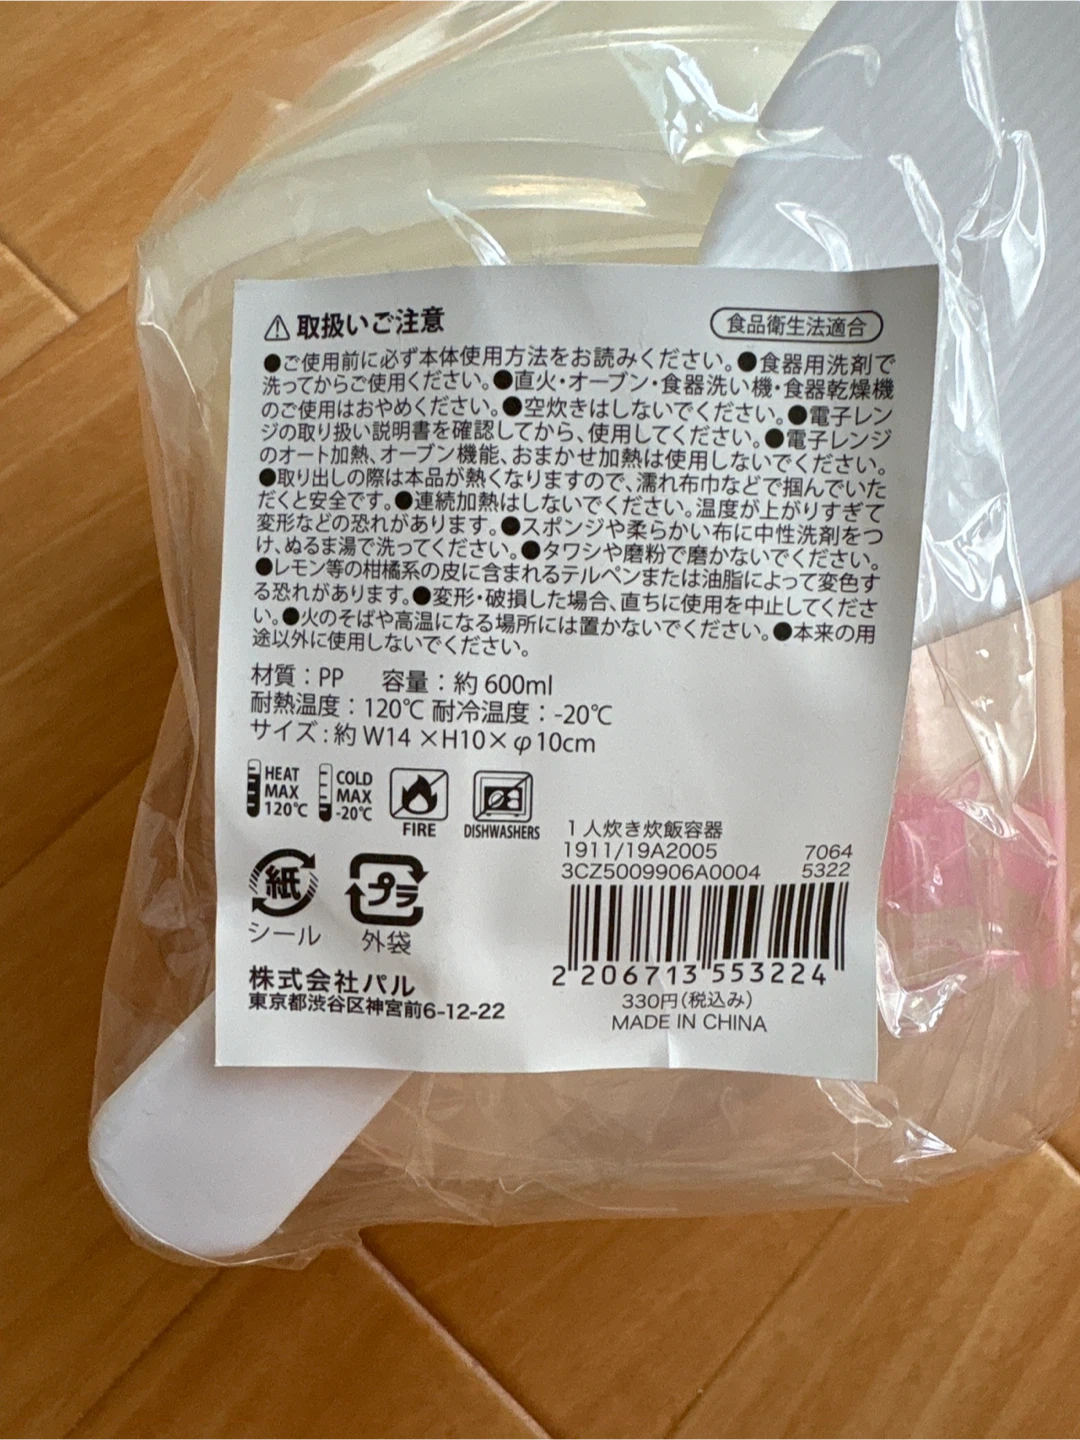 ⚠取扱いご注意
食品衛生法適合
●ご使用前に必ず本体使用方法をお読みください。●食器用洗剤で
洗ってからご使用ください。●直火・オーブン・食器洗い機・食器乾燥機
のご使用はおやめください。●空炊きはしないでください。●電子レン
ジの取り扱い説明書を確認してから、使用してください。●電子レンジ
のオート加熱、オーブン機能、おまかせ加熱は使用しないでください。
●取り出しの際は本品が熱くなりますので、濡れ布巾などで掴んでいた
だくと安全です。●連続加熱はしないでください。温度が上がりすぎて
変形などの恐れがあります。●スポンジや柔らかい布に中性洗剤をつ
け、ぬるま湯で洗ってください。●タワシや磨粉で磨かないでください。
●レモン等の柑橘系の皮に含まれるテルペンまたは油脂によって変色す
る恐れがあります。●変形・破損した場合、直ちに使用を中止してくださ
い。●火のそばや高温になる場所には置かないでください。●本来の用
途以外に使用しないでください。
材質：PP 容量：約 600ml
耐熱温度：120℃ 耐冷温度：-20℃
サイズ：約 W14 ×H10×φ10cm
HEAT
MAX
120℃
COLD
MAX
-20℃
FIRE
DISHWASHERS
紙
シール
プラ
外袋
株式会社パル
東京都渋谷区神宮前6-12-22
1人炊き炊飯容器
1911/19A2005 7064
3CZ5009906A0004 5322
2 206713 553224
330円(税込み)
MADE IN CHINA